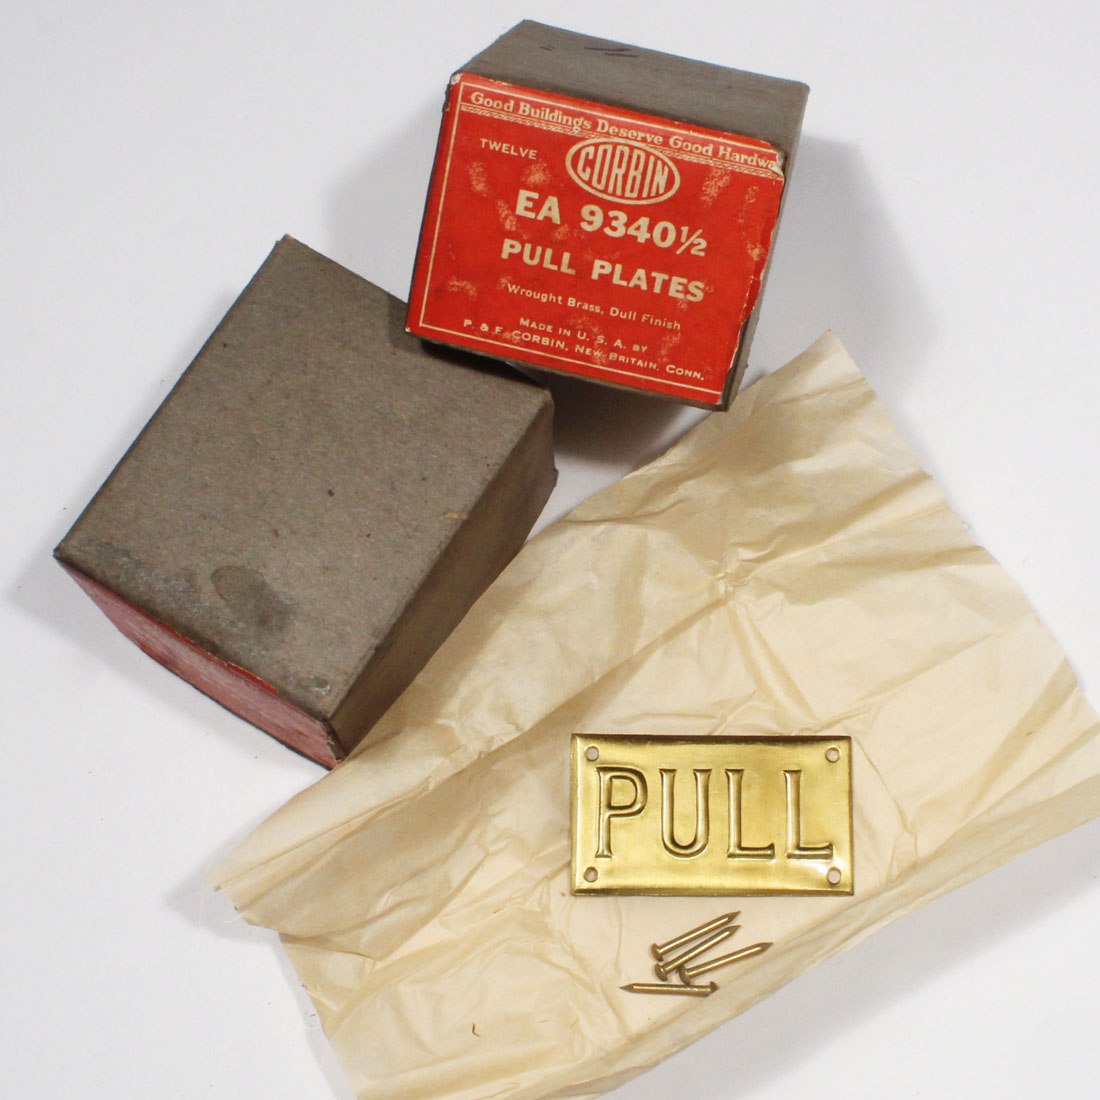 Good Buildings Deserve Good Hardwa
TWELVE
CORBIN
EA 9340½
PULL PLATES
Wrought Brass, Dull Finish
MADE IN U. S. A. BY
P. & F. CORBIN, NEW BRITAIN, CONN.
PULL